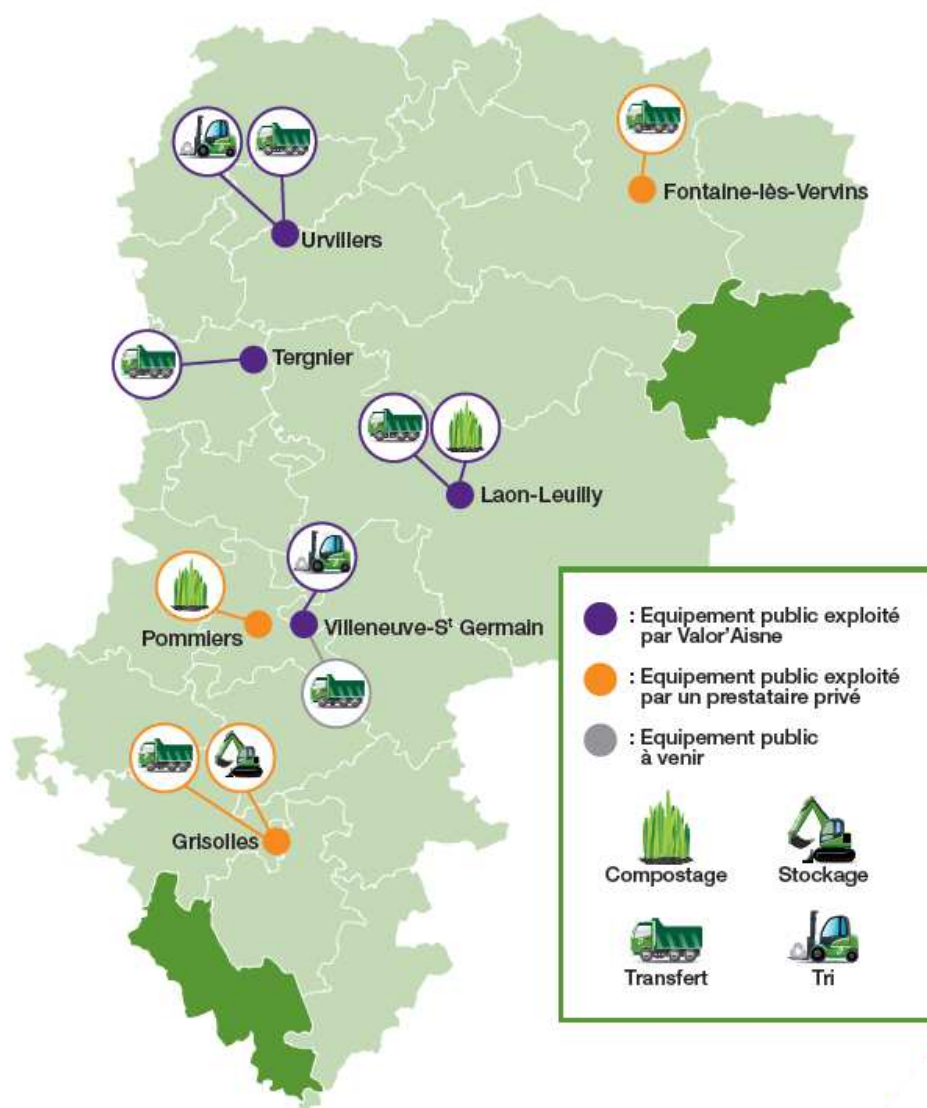 Fontaine-lès-Vervins
Urvillers
Tergnier
Laon-Leuilly
Pommiers
Villeneuve-Sᵗ Germain
Grisolles
: Equipement public exploité
par Valor'Aisne
: Equipement public exploité
par un prestataire privé
: Equipement public
à venir
Compostage
Stockage
Transfert
Tri